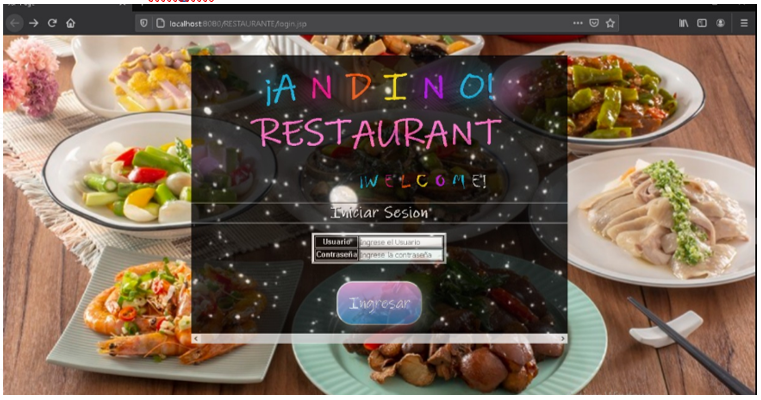 localhost:8080/RESTAURANTE/login.jsp
¡ANDINO!
RESTAURANT
¡WELCOME!
Iniciar Sesion
Usuario Ingrese el Usuario
Contraseña Ingrese la contraseña
Ingresar